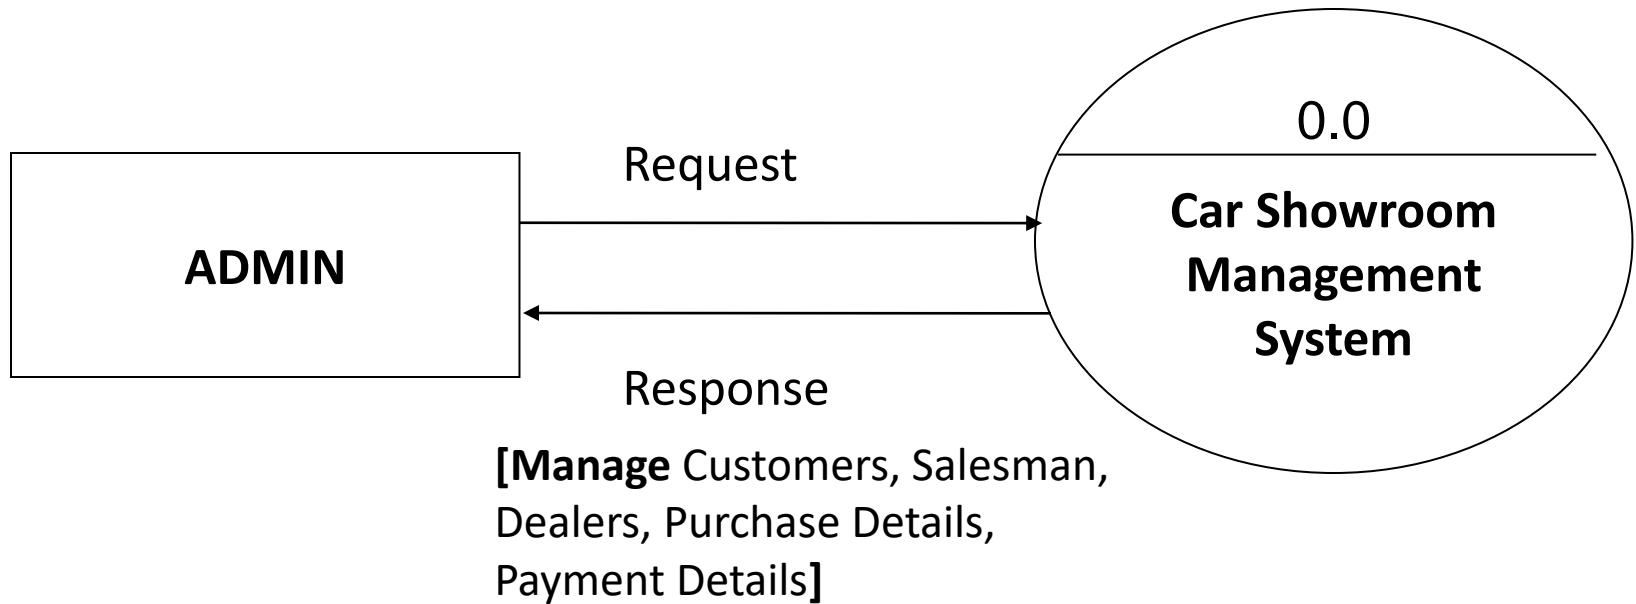 0.0
Request
Car Showroom
Management
System
ADMIN
Response
[Manage Customers, Salesman,
Dealers, Purchase Details,
Payment Details]